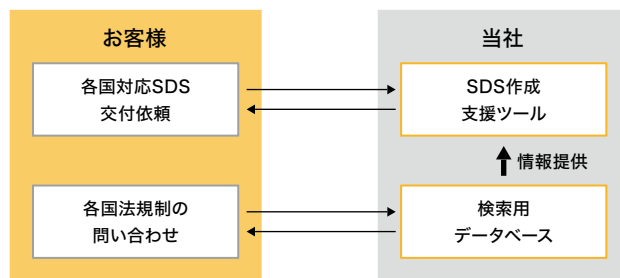 お客様
各国対応SDS
交付依頼
各国法規制の
問い合わせ
当社
SDS作成
支援ツール
情報提供
検索用
データベース